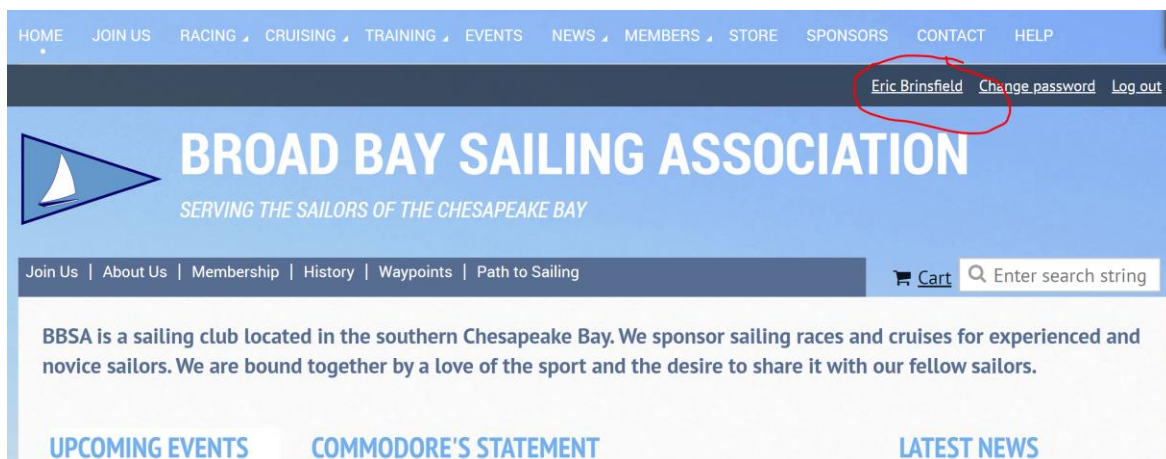 HOME JOIN US RACING CRUISING TRAINING EVENTS NEWS MEMBERS STORE SPONSORS CONTACT HELP
Eric Brinsfield Change password Log out
BROAD BAY SAILING ASSOCIATION
SERVING THE SAILORS OF THE CHESAPEAKE BAY
Join Us | About Us | Membership | History | Waypoints | Path to Sailing
Cart Enter search string
BBSA is a sailing club located in the southern Chesapeake Bay. We sponsor sailing races and cruises for experienced and
novice sailors. We are bound together by a love of the sport and the desire to share it with our fellow sailors.
UPCOMING EVENTS COMMODORE'S STATEMENT LATEST NEWS